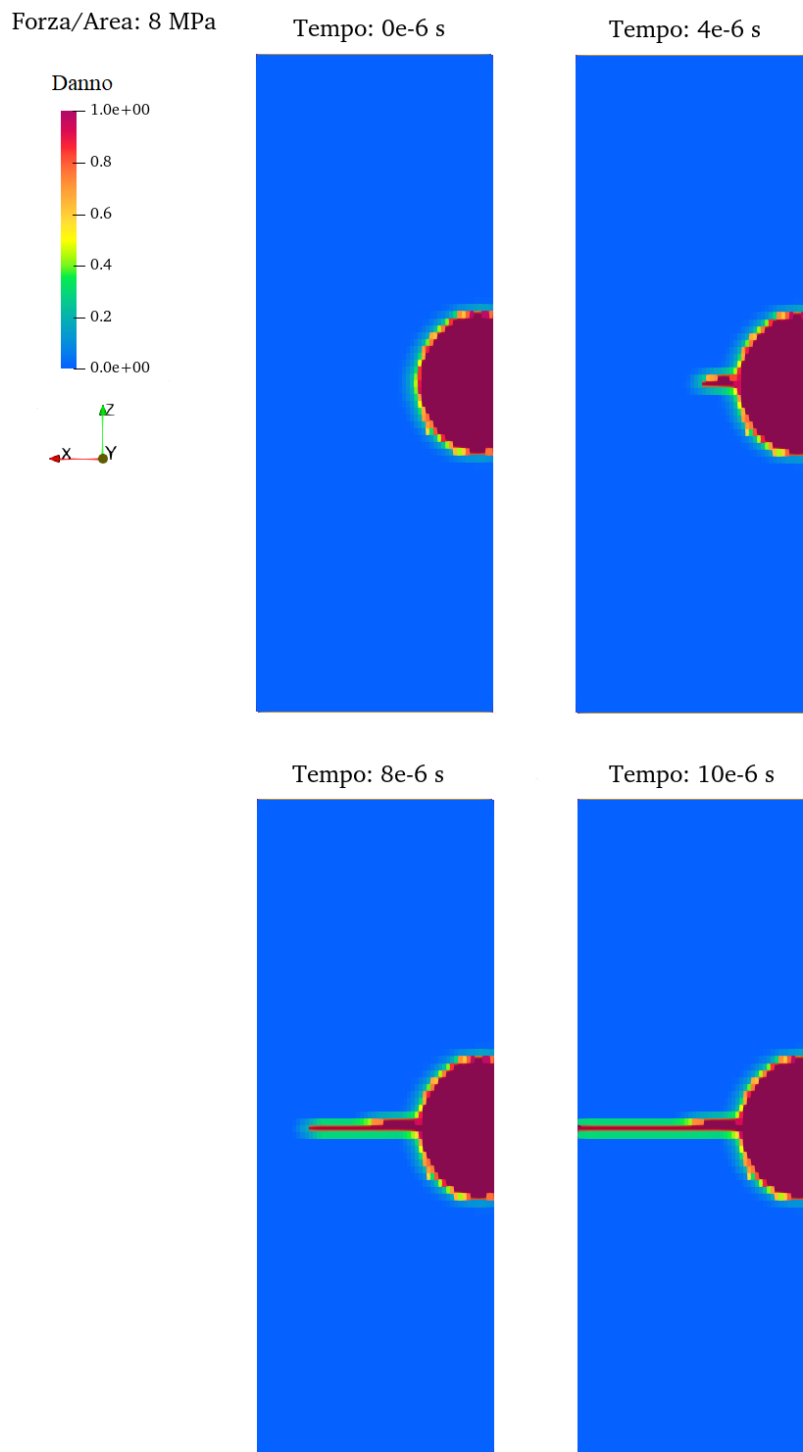 Forza/Area: 8 MPa
Tempo: 0e-6 s
Tempo: 4e-6 s
Danno
1.0e+00
0.8
0.6
0.4
0.2
0.0e+00
Z
X
Y
Tempo: 8e-6 s
Tempo: 10e-6 s